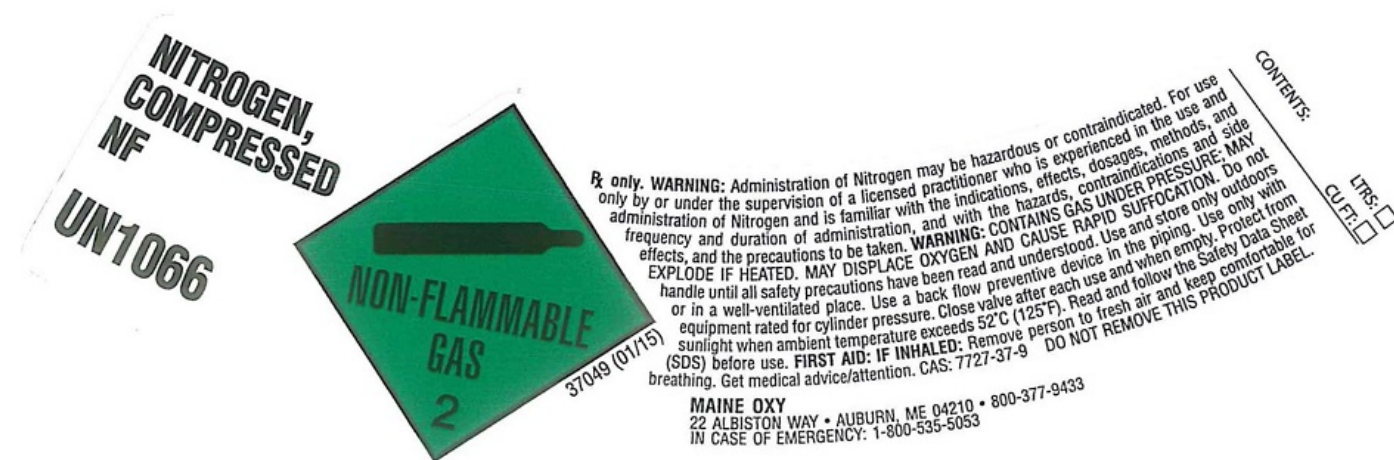 NITROGEN,
COMPRESSED
NF
UN1066
NON-FLAMMABLE
GAS
2
37049 (01/15)
℞ only. WARNING: Administration of Nitrogen may be hazardous or contraindicated. For use
only by or under the supervision of a licensed practitioner who is experienced in the use and
administration of Nitrogen and is familiar with the indications, effects, dosages, methods, and
frequency and duration of administration, and with the hazards, contraindications and side
effects, and the precautions to be taken. WARNING: CONTAINS GAS UNDER PRESSURE; MAY
EXPLODE IF HEATED. MAY DISPLACE OXYGEN AND CAUSE RAPID SUFFOCATION. Do not
handle until all safety precautions have been read and understood. Use and store only outdoors
or in a well-ventilated place. Use a back flow preventive device in the piping. Use only with
equipment rated for cylinder pressure. Close valve after each use and when empty. Protect from
sunlight when ambient temperature exceeds 52°C (125°F). Read and follow the Safety Data Sheet
(SDS) before use. FIRST AID: IF INHALED: Remove person to fresh air and keep comfortable for
breathing. Get medical advice/attention. CAS: 7727-37-9 DO NOT REMOVE THIS PRODUCT LABEL.
MAINE OXY
22 ALBISTON WAY • AUBURN, ME 04210 • 800-377-9433
IN CASE OF EMERGENCY: 1-800-535-5053
CONTENTS:
LTRS:
CU FT: